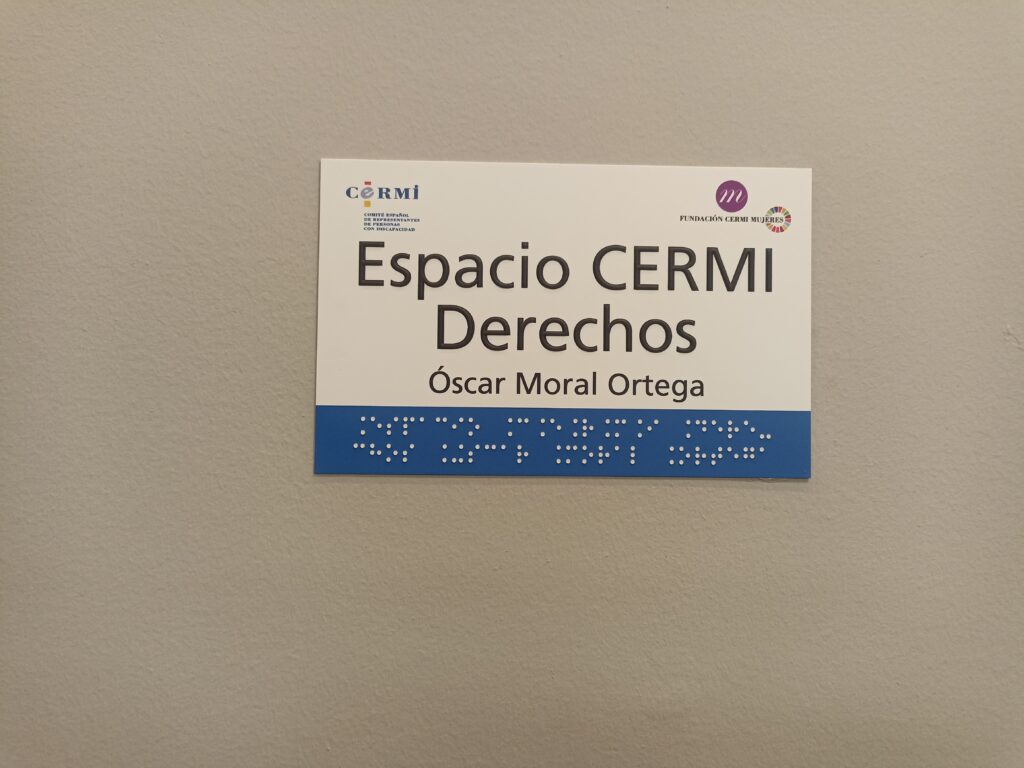 CERMI
COMITÉ ESPAÑOL
DE REPRESENTANTES
DE PERSONAS
CON DISCAPACIDAD
m
FUNDACIÓN CERMI MUJERES
Espacio CERMI
Derechos
Óscar Moral Ortega